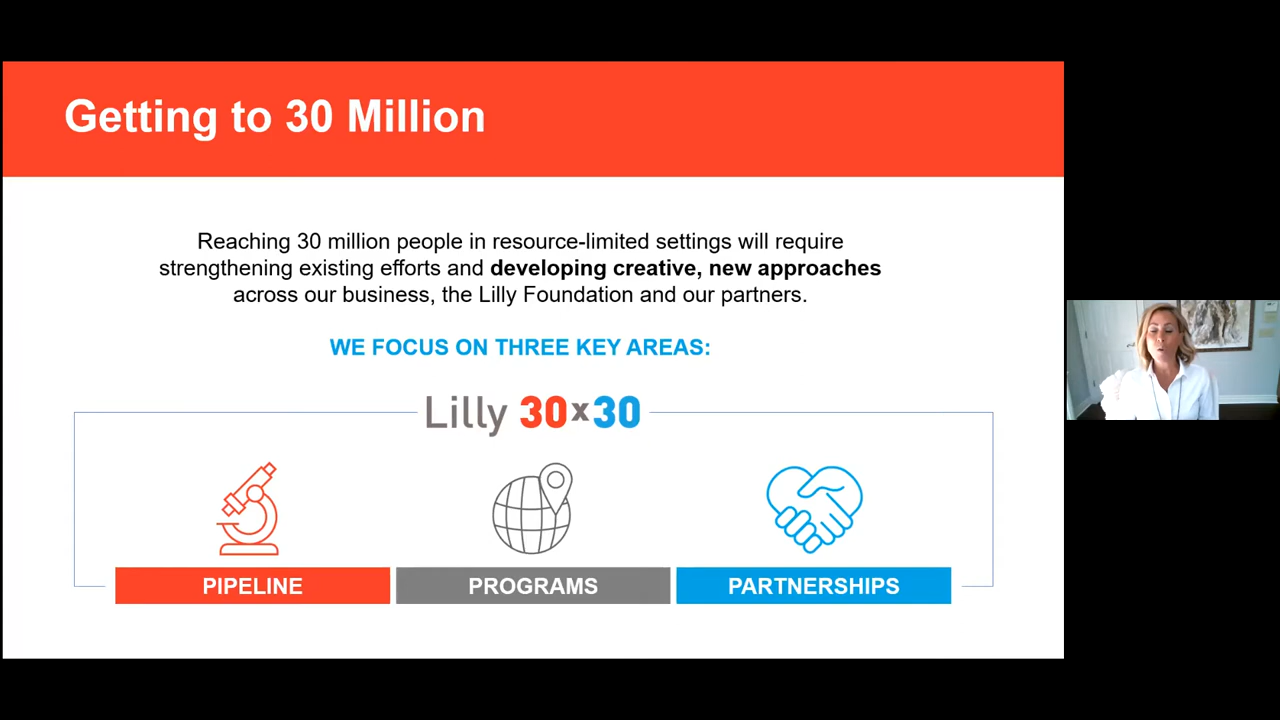 Getting to 30 Million
Reaching 30 million people in resource-limited settings will require
strengthening existing efforts and developing creative, new approaches
across our business, the Lilly Foundation and our partners.
WE FOCUS ON THREE KEY AREAS:
Lilly 30x30
PIPELINE
PROGRAMS
PARTNERSHIPS